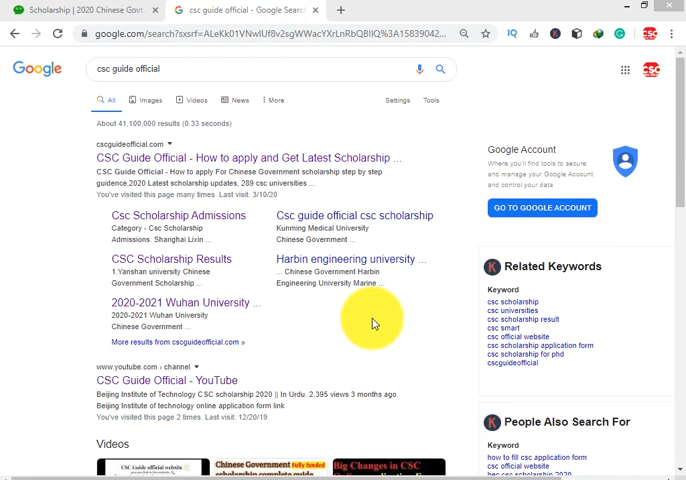 Scholarship | 2020 Chinese Govt.
csc guide official - Google Search
google.com/search?sxsrf=ALeKk01VNwIUf8v2sgWWacYXrLnRbQBIIQ%3A15839042...
Google
csc guide official
All
Images
Videos
News
More
Settings
Tools
CSC
About 41,100,000 results (0.33 seconds)
cscguideofficial.com
CSC Guide Official - How to apply and Get Latest Scholarship ...
CSC Guide Official - How to apply For Chinese Government scholarship step by step
guidence,2020 Latest scholarship updates. 289 csc universities ...
You've visited this page many times. Last visit: 3/10/20
Csc Scholarship Admissions
Category - Csc Scholarship
Admissions. Shanghai Lixin ...
Csc guide official csc scholarship
Kunming Medical University
Chinese Government ...
CSC Scholarship Results
1.Yanshan university Chinese
Government Scholarship ...
Harbin engineering university ...
... Chinese Government Harbin
Engineering University Marine ...
2020-2021 Wuhan University ...
2020-2021 Wuhan University
Chinese Government ...
More results from cscguideofficial.com »
www.youtube.com › channel
CSC Guide Official - YouTube
Beijing Institute of Technology CSC scholarship 2020 || In Urdu. 2,395 views 3 months ago.
Beijing Institute of technology online application form link
You've visited this page 2 times. Last visit: 12/20/19
Videos
CSC Guide Official website
Chinese Government Fully funded
scholarship complete guide
Big Changes in CSC
Google Account
Where you'll find tools to secure
and manage your Google Account
and control your data
GO TO GOOGLE ACCOUNT
K Related Keywords
Keyword
csc scholarship
csc universities
csc scholarship result
csc smart
csc official website
csc scholarship application form
csc scholarship for phd
cscguideofficial
K People Also Search For
Keyword
how to fill csc application form
csc official website
hec csc scholarship 2020